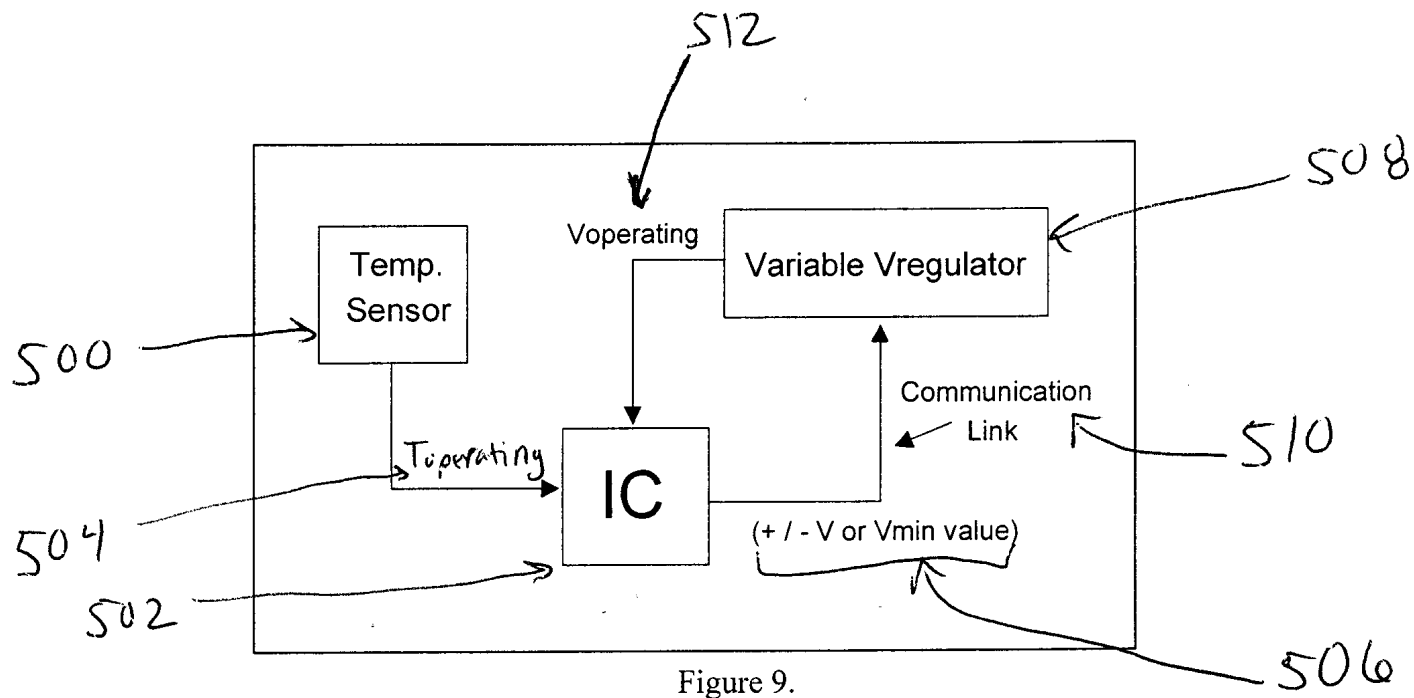 512
508
Voperating
Variable Vregulator
Temp.
Sensor
500
Communication
Link
510
Toperating
IC
504
(+ / - V or Vmin value)
502
506
Figure 9.